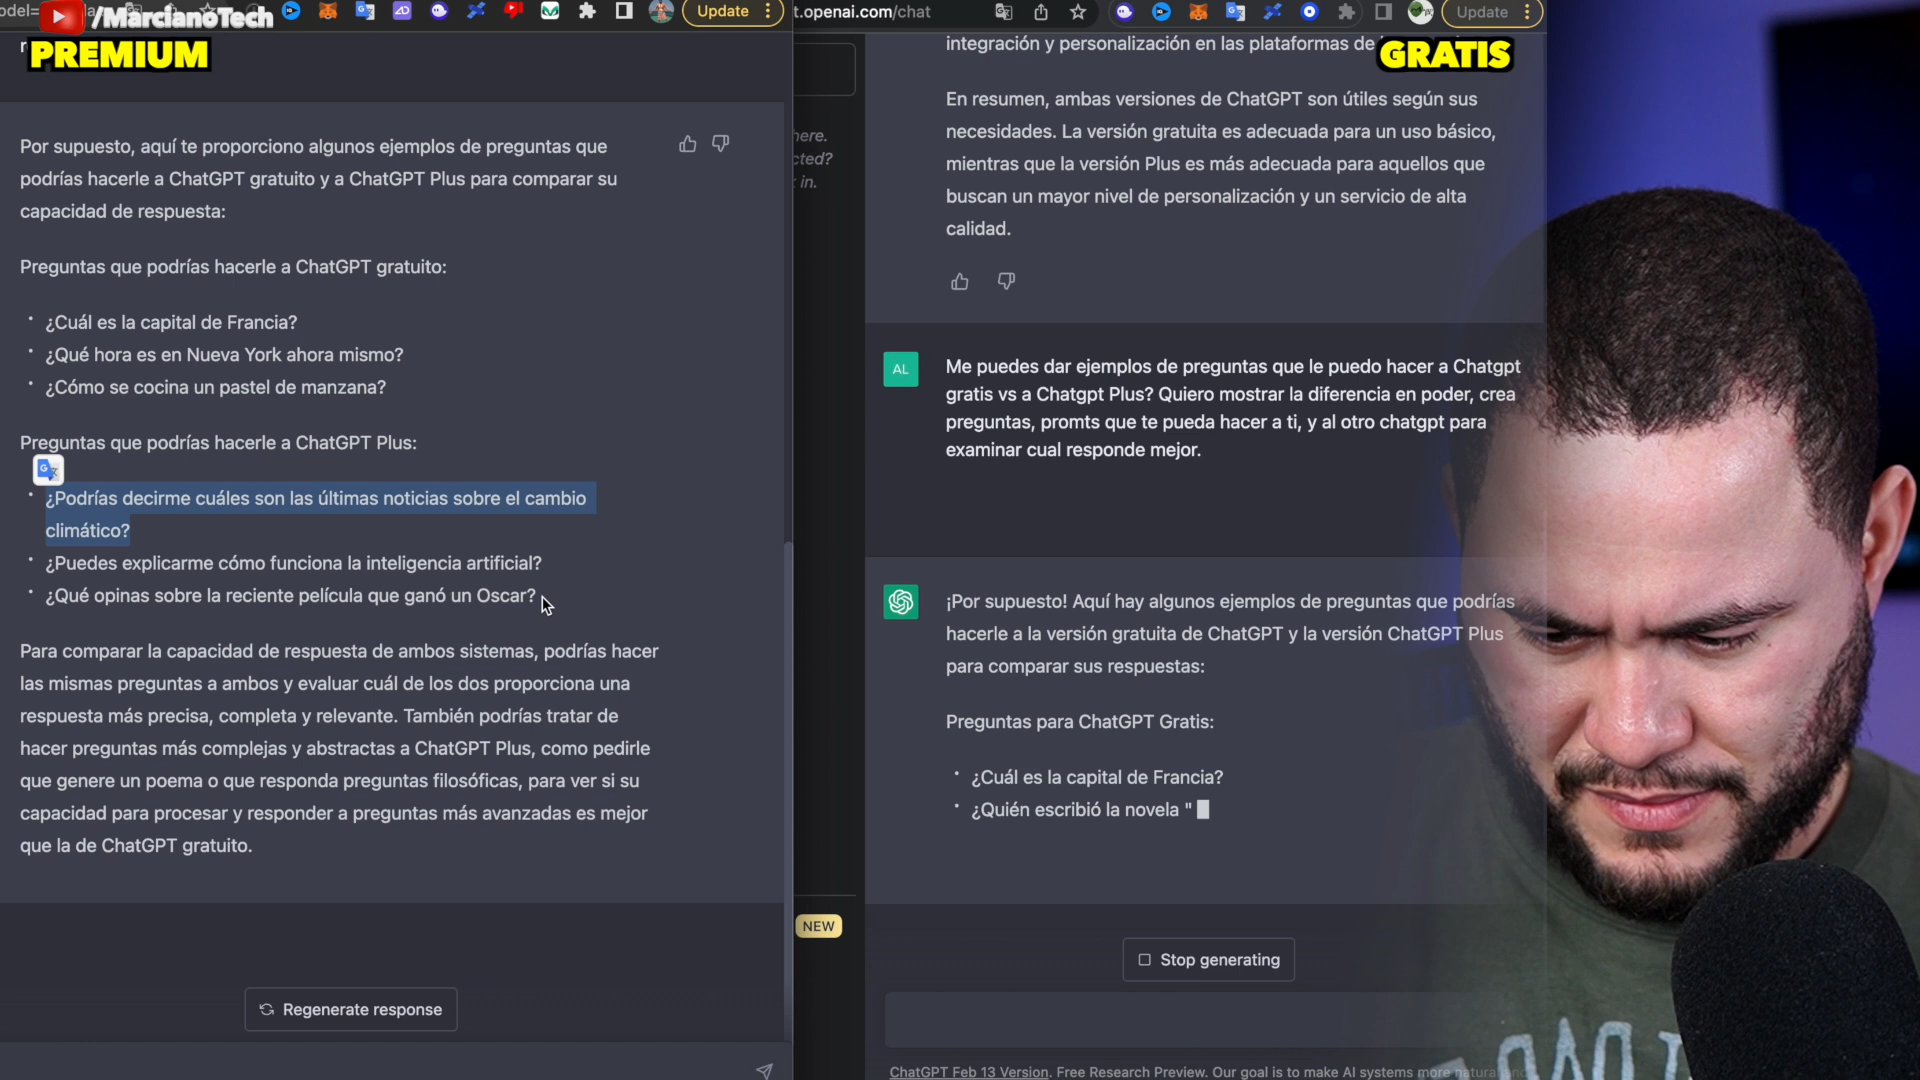 /MarcianoTech
PREMIUM
Update
Por supuesto, aquí te proporciono algunos ejemplos de preguntas que
podrías hacerle a ChatGPT gratuito y a ChatGPT Plus para comparar su
capacidad de respuesta:
Preguntas que podrías hacerle a ChatGPT gratuito:
¿Cuál es la capital de Francia?
¿Qué hora es en Nueva York ahora mismo?
¿Cómo se cocina un pastel de manzana?
Preguntas que podrías hacerle a ChatGPT Plus:
¿Podrías decirme cuáles son las últimas noticias sobre el cambio
climático?
¿Puedes explicarme cómo funciona la inteligencia artificial?
¿Qué opinas sobre la reciente película que ganó un Oscar?
Para comparar la capacidad de respuesta de ambos sistemas, podrías hacer
las mismas preguntas a ambos y evaluar cuál de los dos proporciona una
respuesta más precisa, completa y relevante. También podrías tratar de
hacer preguntas más complejas y abstractas a ChatGPT Plus, como pedirle
que genere un poema o que responda preguntas filosóficas, para ver si su
capacidad para procesar y responder a preguntas más avanzadas es mejor
que la de ChatGPT gratuito.
Regenerate response
t.openai.com/chat
Update
GRATIS
here.
cted?
in.
NEW
integración y personalización en las plataformas de
En resumen, ambas versiones de ChatGPT son útiles según sus
necesidades. La versión gratuita es adecuada para un uso básico,
mientras que la versión Plus es más adecuada para aquellos que
buscan un mayor nivel de personalización y un servicio de alta
calidad.
AL
Me puedes dar ejemplos de preguntas que le puedo hacer a Chatgpt
gratis vs a Chatgpt Plus? Quiero mostrar la diferencia en poder, crea
preguntas, promts que te pueda hacer a ti, y al otro chatgpt para
examinar cual responde mejor.
¡Por supuesto! Aquí hay algunos ejemplos de preguntas que podrías
hacerle a la versión gratuita de ChatGPT y la versión ChatGPT Plus
para comparar sus respuestas:
Preguntas para ChatGPT Gratis:
¿Cuál es la capital de Francia?
¿Quién escribió la novela "
Stop generating
ChatGPT Feb 13 Version. Free Research Preview. Our goal is to make AI systems more